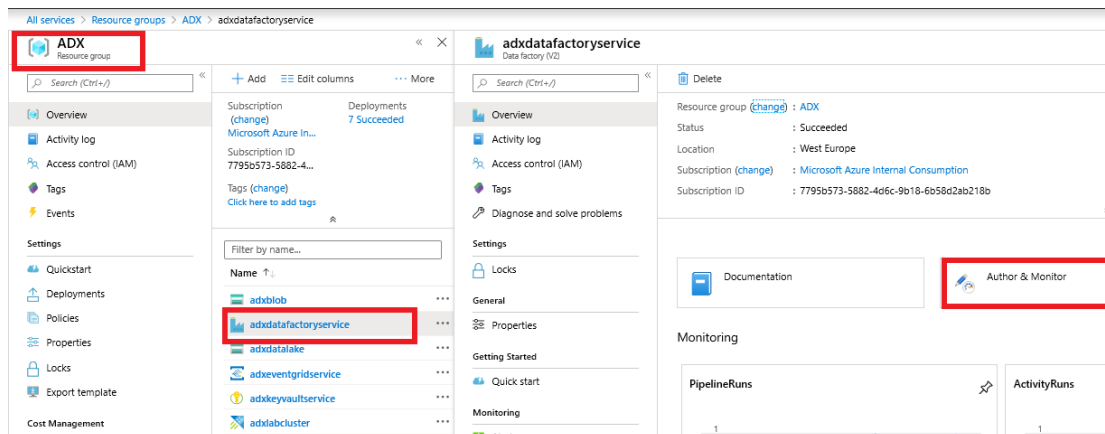 All services > Resource groups > ADX > adxdatafactoryservice
ADX
Resource group
Search (Ctrl+/)
Overview
Activity log
Access control (IAM)
Tags
Events
Settings
Quickstart
Deployments
Policies
Properties
Locks
Export template
Cost Management
Add Edit columns More
Subscription
(change)
Microsoft Azure In...
Deployments
7 Succeeded
Subscription ID
7795b573-5882-4...
Tags (change)
Click here to add tags
Filter by name...
Name
adxblob
adxdatafactoryservice
adxdatalake
adxeventgridservice
adxkeyvaultservice
adxlabcluster
adxdatafactoryservice
Data factory (V2)
Search (Ctrl+/)
Overview
Activity log
Access control (IAM)
Tags
Diagnose and solve problems
Settings
Locks
General
Properties
Getting Started
Quick start
Monitoring
Delete
Resource group (change) : ADX
Status : Succeeded
Location : West Europe
Subscription (change) : Microsoft Azure Internal Consumption
Subscription ID : 7795b573-5882-4d6c-9b18-6b58d2ab218b
Documentation
Author & Monitor
Monitoring
PipelineRuns
1
ActivityRuns
1